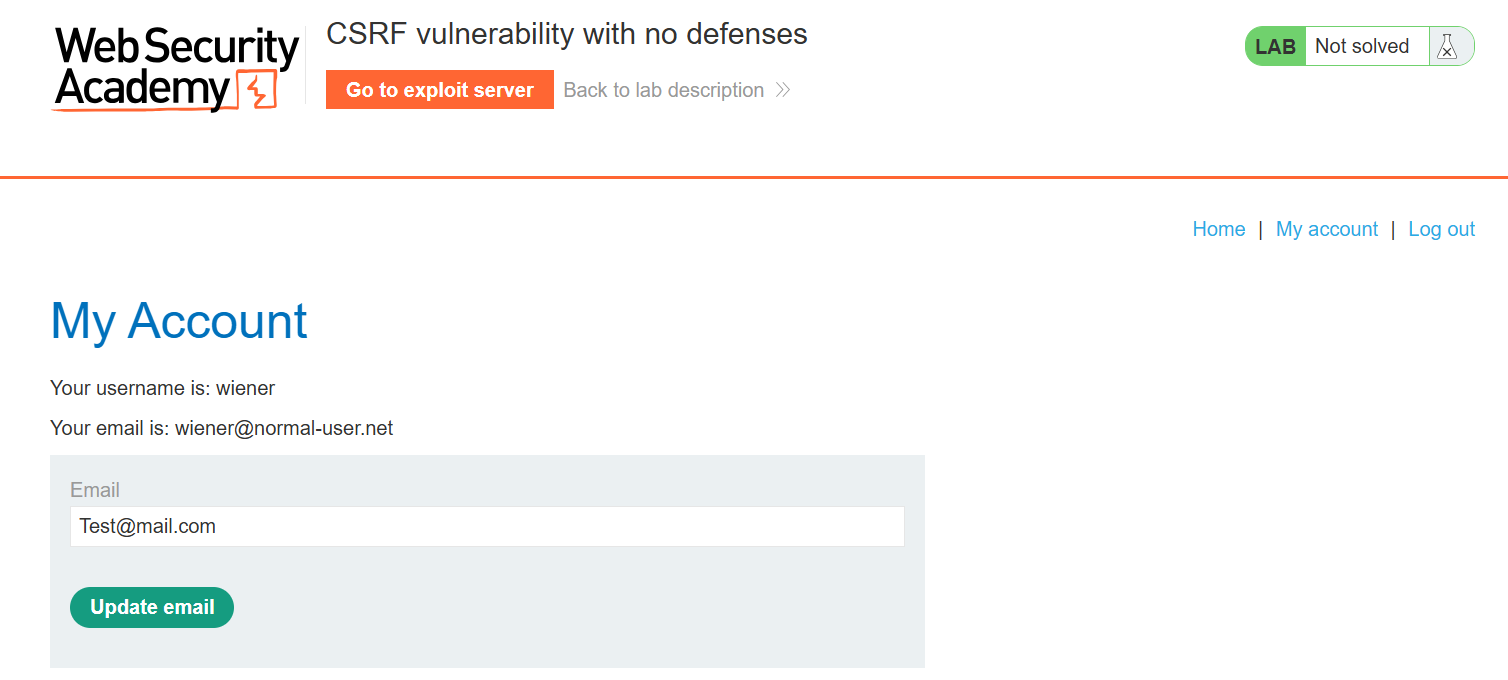 Web Security
Academy
CSRF vulnerability with no defenses
Go to exploit server
Back to lab description
LAB Not solved
Home | My account | Log out
My Account
Your username is: wiener
Your email is: wiener@normal-user.net
Email
Test@mail.com
Update email